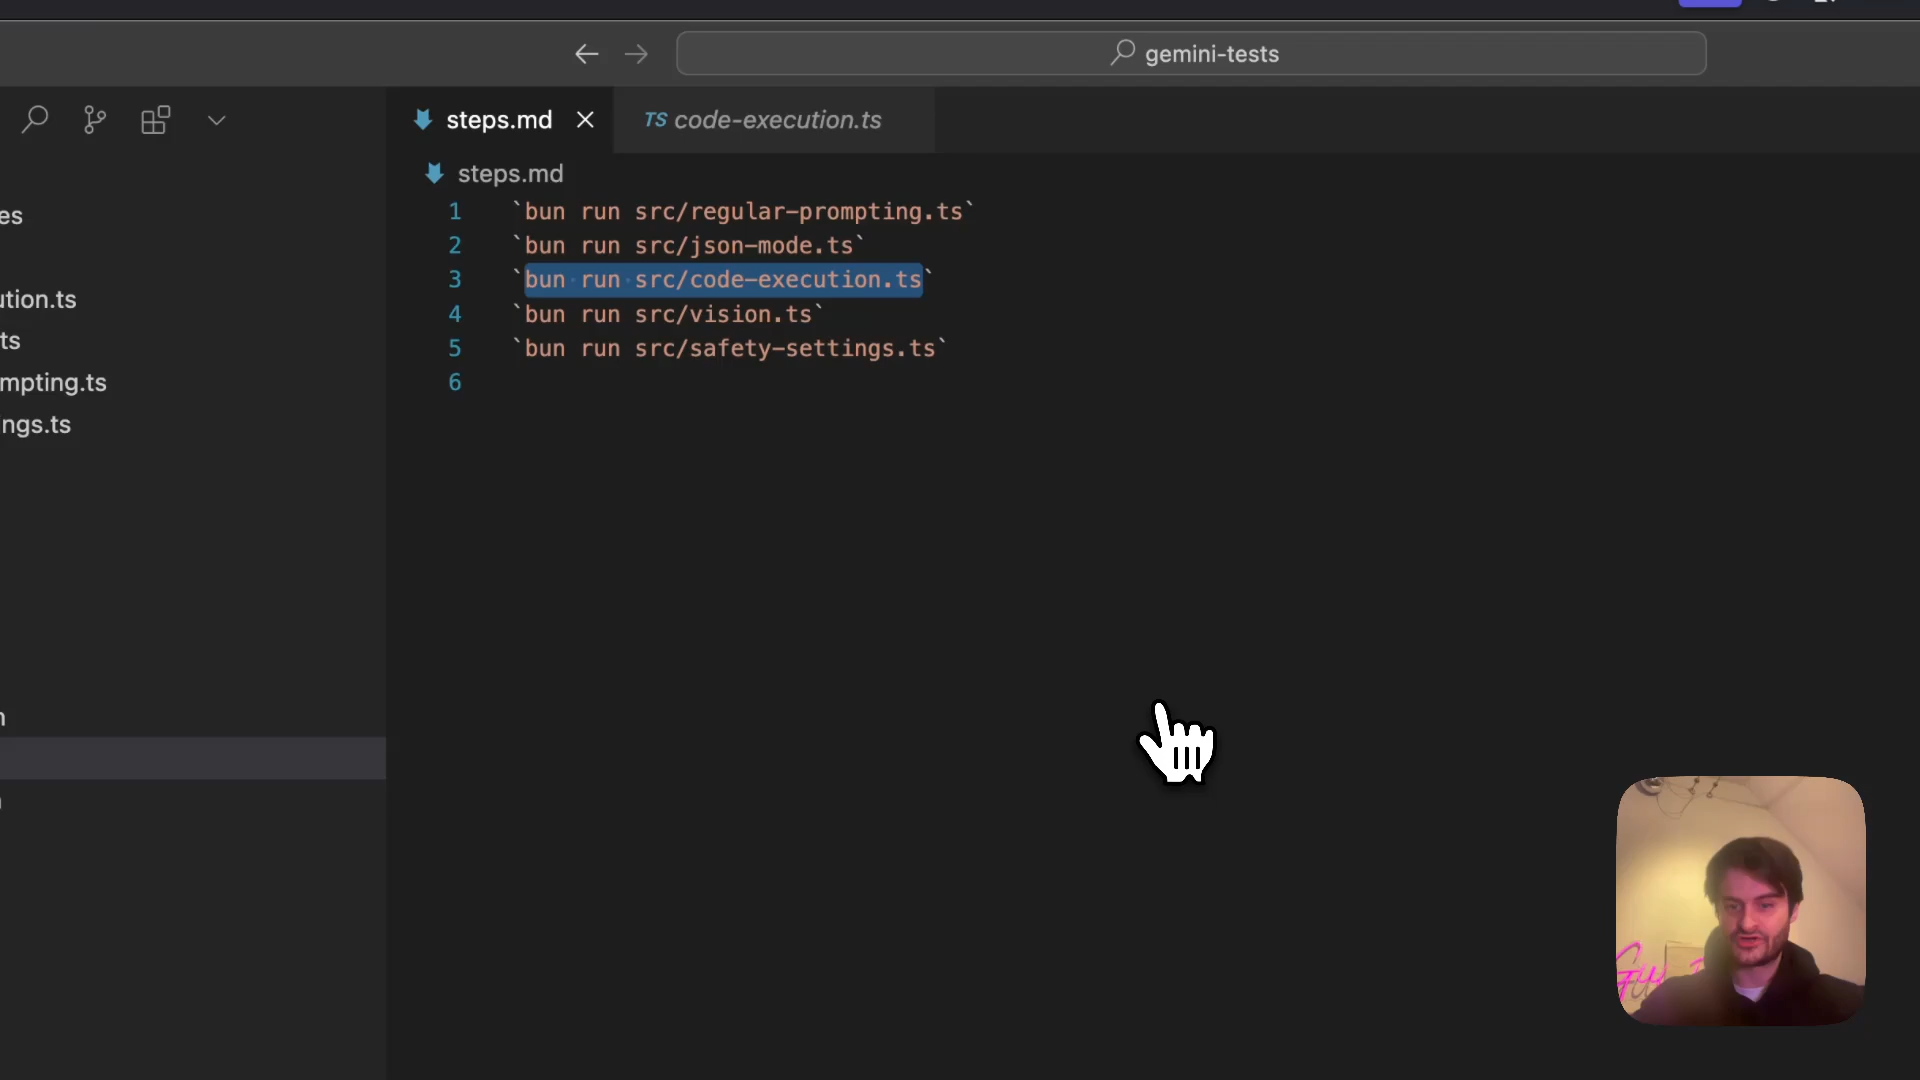 gemini-tests
steps.md
TS code-execution.ts
steps.md
es
ution.ts
ts
mpting.ts
ings.ts
1 `bun run src/regular-prompting.ts`
2 `bun run src/json-mode.ts`
3 `bun run src/code-execution.ts`
4 `bun run src/vision.ts`
5 `bun run src/safety-settings.ts`
6